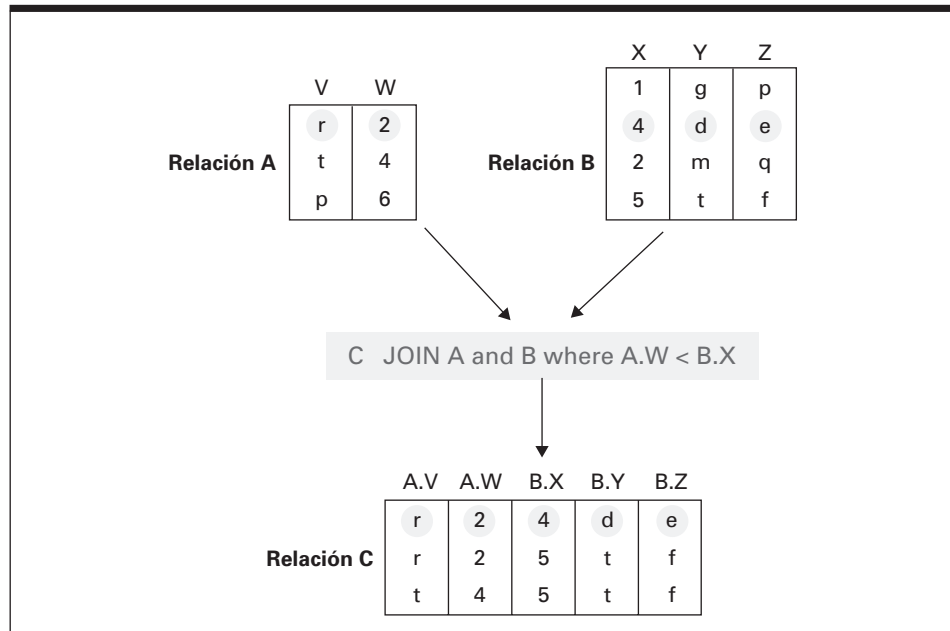 X Y Z
V W
1 g p
r 2
4 d e
Relación A
t 4
Relación B
2 m q
p 6
5 t f
C JOIN A and B where A.W < B.X
A.V A.W B.X B.Y B.Z
r 2 4 d e
Relación C
r 2 5 t f
t 4 5 t f